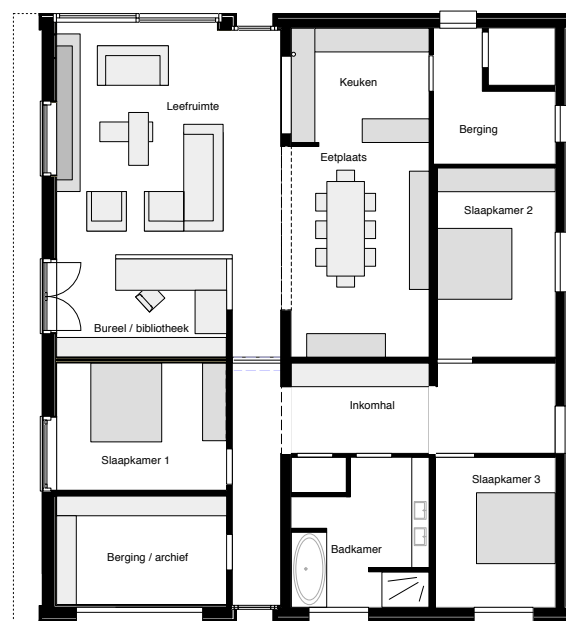 Keuken
Leefruimte
Berging
Eetplaats
Slaapkamer 2
Bureel / bibliotheek
Inkomhal
Slaapkamer 1
Slaapkamer 3
Badkamer
Berging / archief